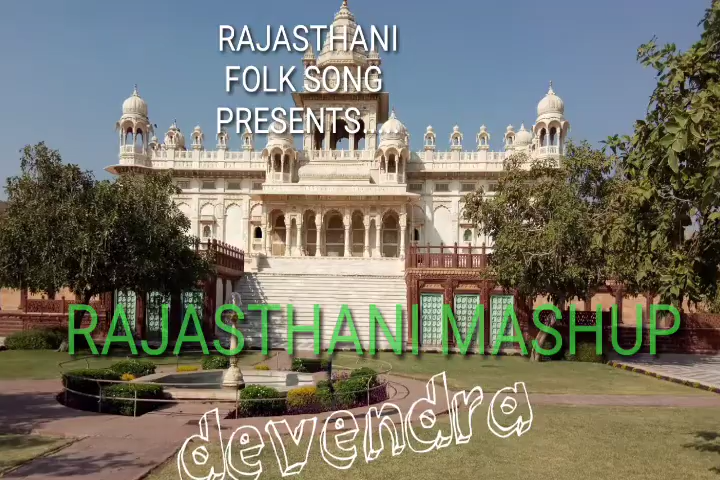 RAJASTHANI
FOLK SONG
PRESENTS...
RAJASTHANI MASHUP
devendra